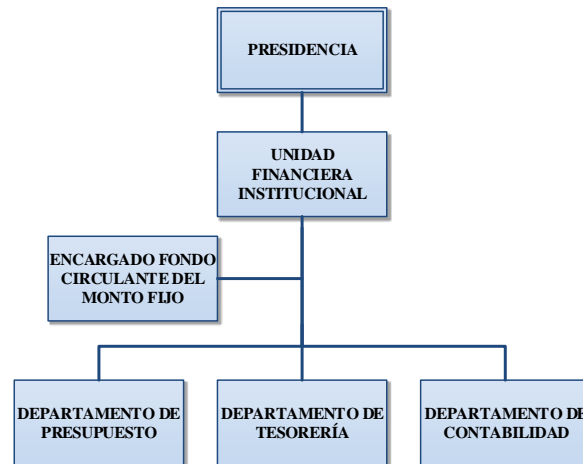 PRESIDENCIA
UNIDAD
FINANCIERA
INSTITUCIONAL
ENCARGADO FONDO
CIRCULANTE DEL
MONTO FIJO
DEPARTAMENTO DE
PRESUPUESTO
DEPARTAMENTO DE
TESORERÍA
DEPARTAMENTO DE
CONTABILIDAD